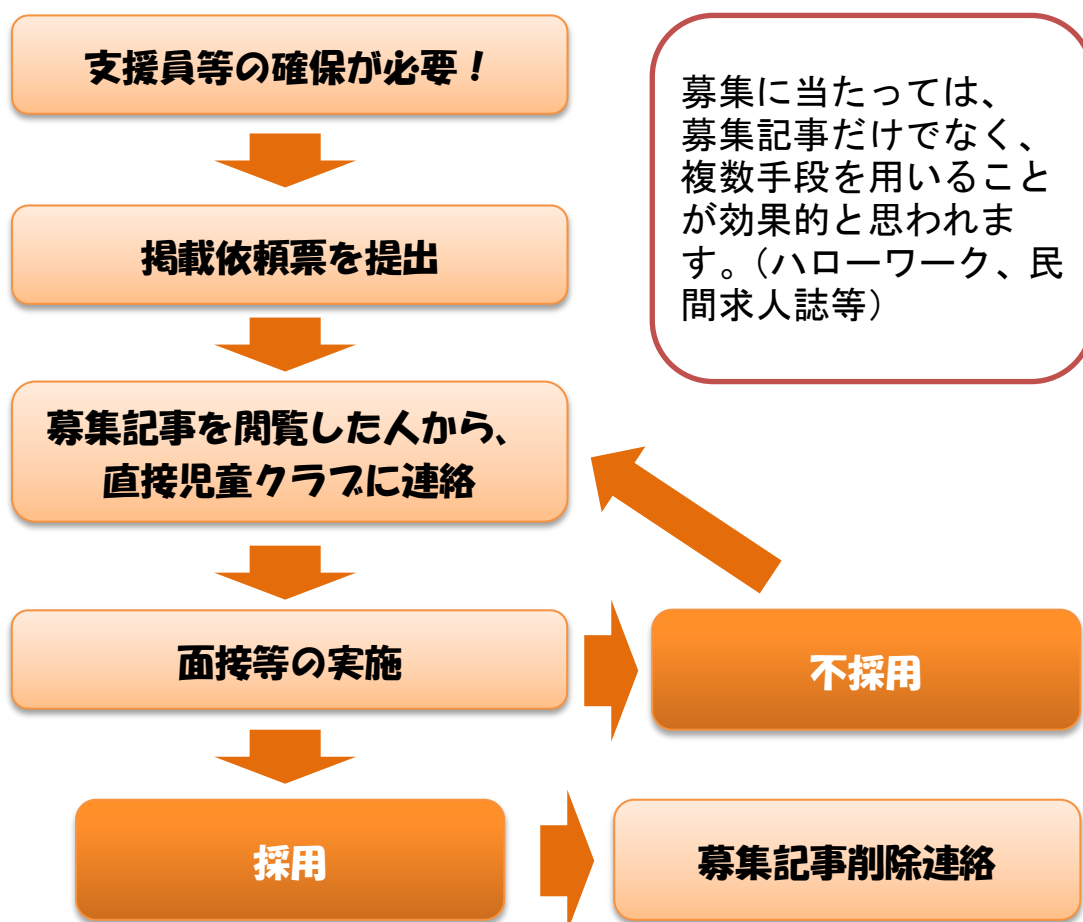 支援員等の確保が必要！
募集に当たっては、
募集記事だけでなく、
複数手段を用いること
が効果的と思われま
す。（ハローワーク、民
間求人誌等）
掲載依頼票を提出
募集記事を閲覧した人から、
直接児童クラブに連絡
面接等の実施
不採用
採用
募集記事削除連絡